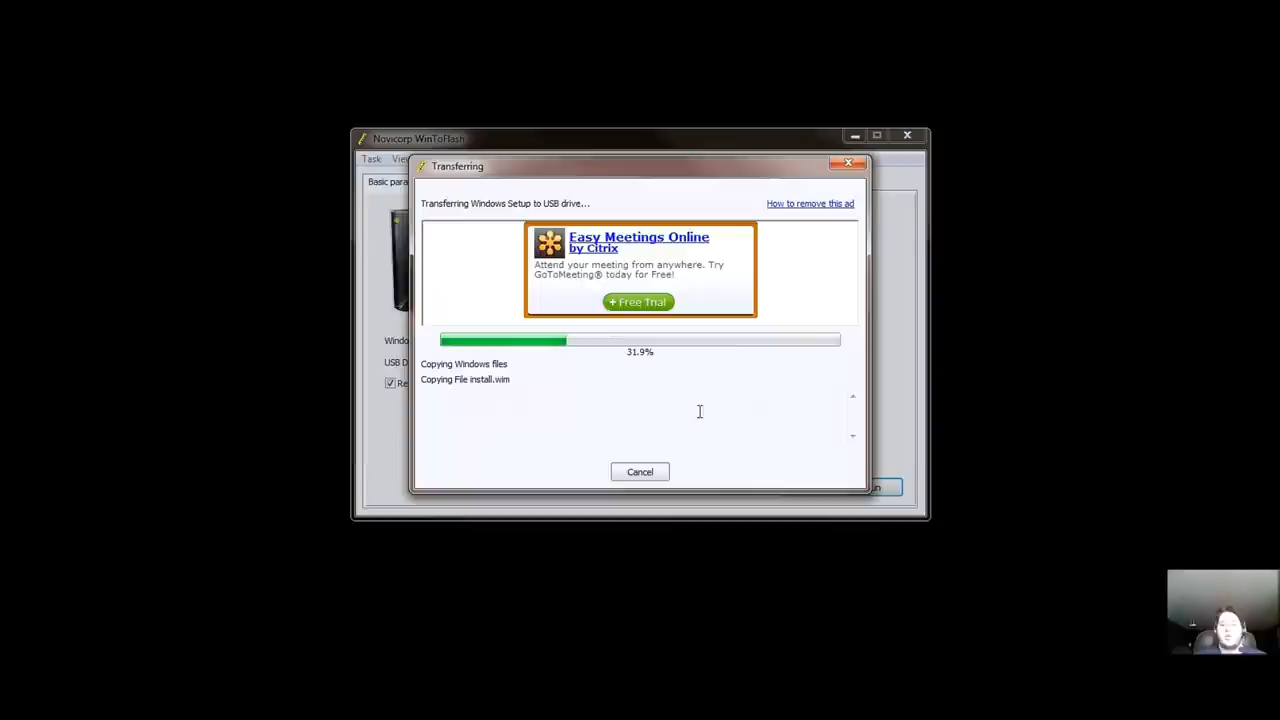 Novicorp WinToFlash
Task
Transferring
Basic para
Transferring Windows Setup to USB drive...
How to remove this ad
Easy Meetings Online
by Citrix
Attend your meeting from anywhere. Try
GoToMeeting® today for Free!
+ Free Trial
31.9%
Copying Windows files
Copying File install.wim
Cancel